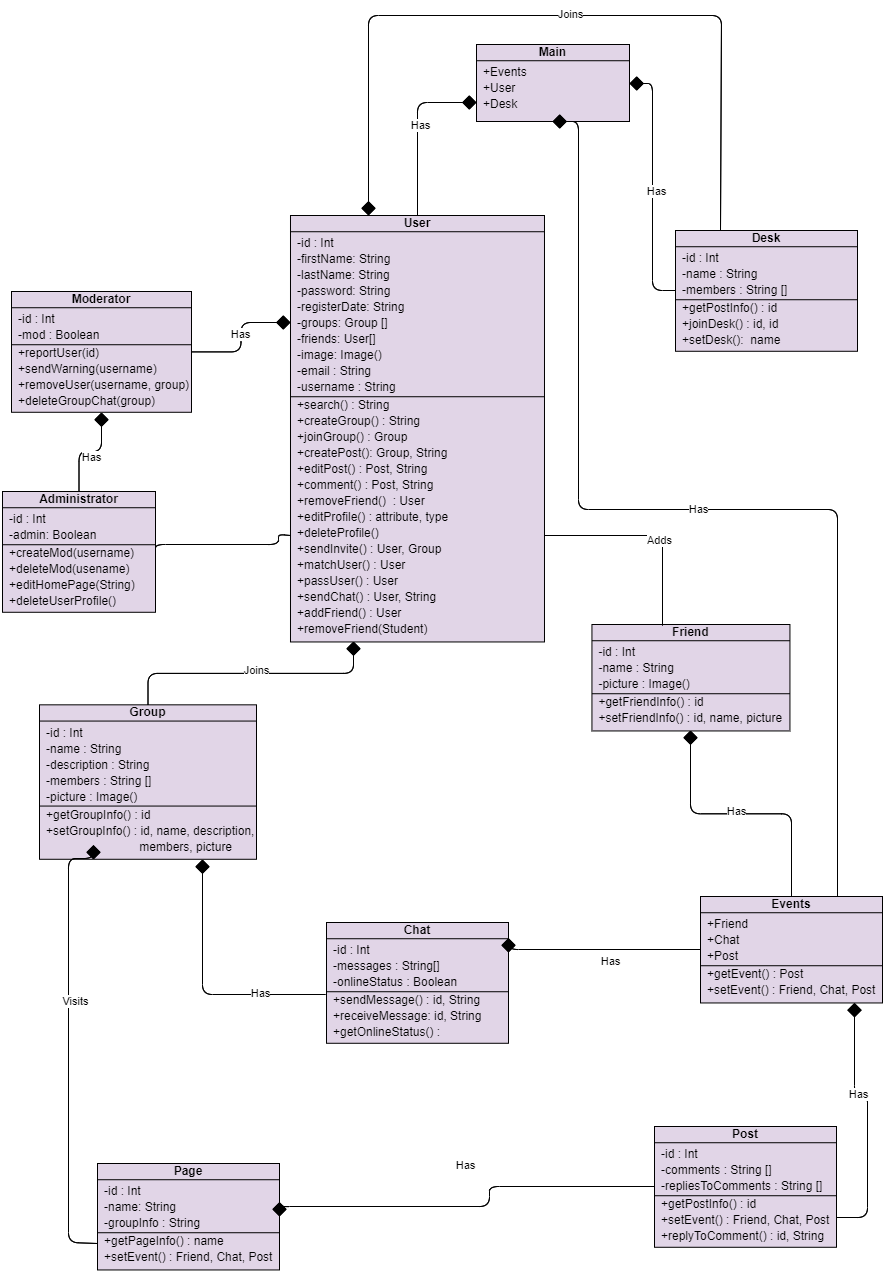 Joins
Main
+Events
+User
+Desk
Has
Has
User
-id : Int
-firstName: String
-lastName: String
-password: String
-registerDate: String
-groups: Group []
-friends: User[]
-image: Image()
-email : String
-username : String
+search() : String
+createGroup() : String
+joinGroup() : Group
+createPost(): Group, String
+editPost() : Post, String
+comment() : Post, String
+removeFriend()  : User
+editProfile() : attribute, type
+deleteProfile()
+sendInvite() : User, Group
+matchUser() : User
+passUser() : User
+sendChat() : User, String
+addFriend() : User
+removeFriend(Student)
Desk
-id : Int
-name : String
-members : String []
+getPostInfo() : id
+joinDesk() : id, id
+setDesk():  name
Moderator
-id : Int
-mod : Boolean
+reportUser(id)
+sendWarning(username)
+removeUser(username, group)
+deleteGroupChat(group)
Has
Has
Administrator
-id : Int
-admin: Boolean
+createMod(username)
+deleteMod(usename)
+editHomePage(String)
+deleteUserProfile()
Has
Adds
Friend
-id : Int
-name : String
-picture : Image()
+getFriendInfo() : id
+setFriendInfo() : id, name, picture
Joins
Group
-id : Int
-name : String
-description : String
-members : String []
-picture : Image()
+getGroupInfo() : id
+setGroupInfo() : id, name, description,
members, picture
Has
Chat
-id : Int
-messages : String[]
-onlineStatus : Boolean
+sendMessage() : id, String
+receiveMessage: id, String
+getOnlineStatus() :
Events
+Friend
+Chat
+Post
+getEvent() : Post
+setEvent() : Friend, Chat, Post
Has
Has
Visits
Has
Post
-id : Int
-comments : String []
-repliesToComments : String []
+getPostInfo() : id
+setEvent() : Friend, Chat, Post
+replyToComment() : id, String
Has
Page
-id : Int
-name: String
-groupInfo : String
+getPageInfo() : name
+setEvent() : Friend, Chat, Post